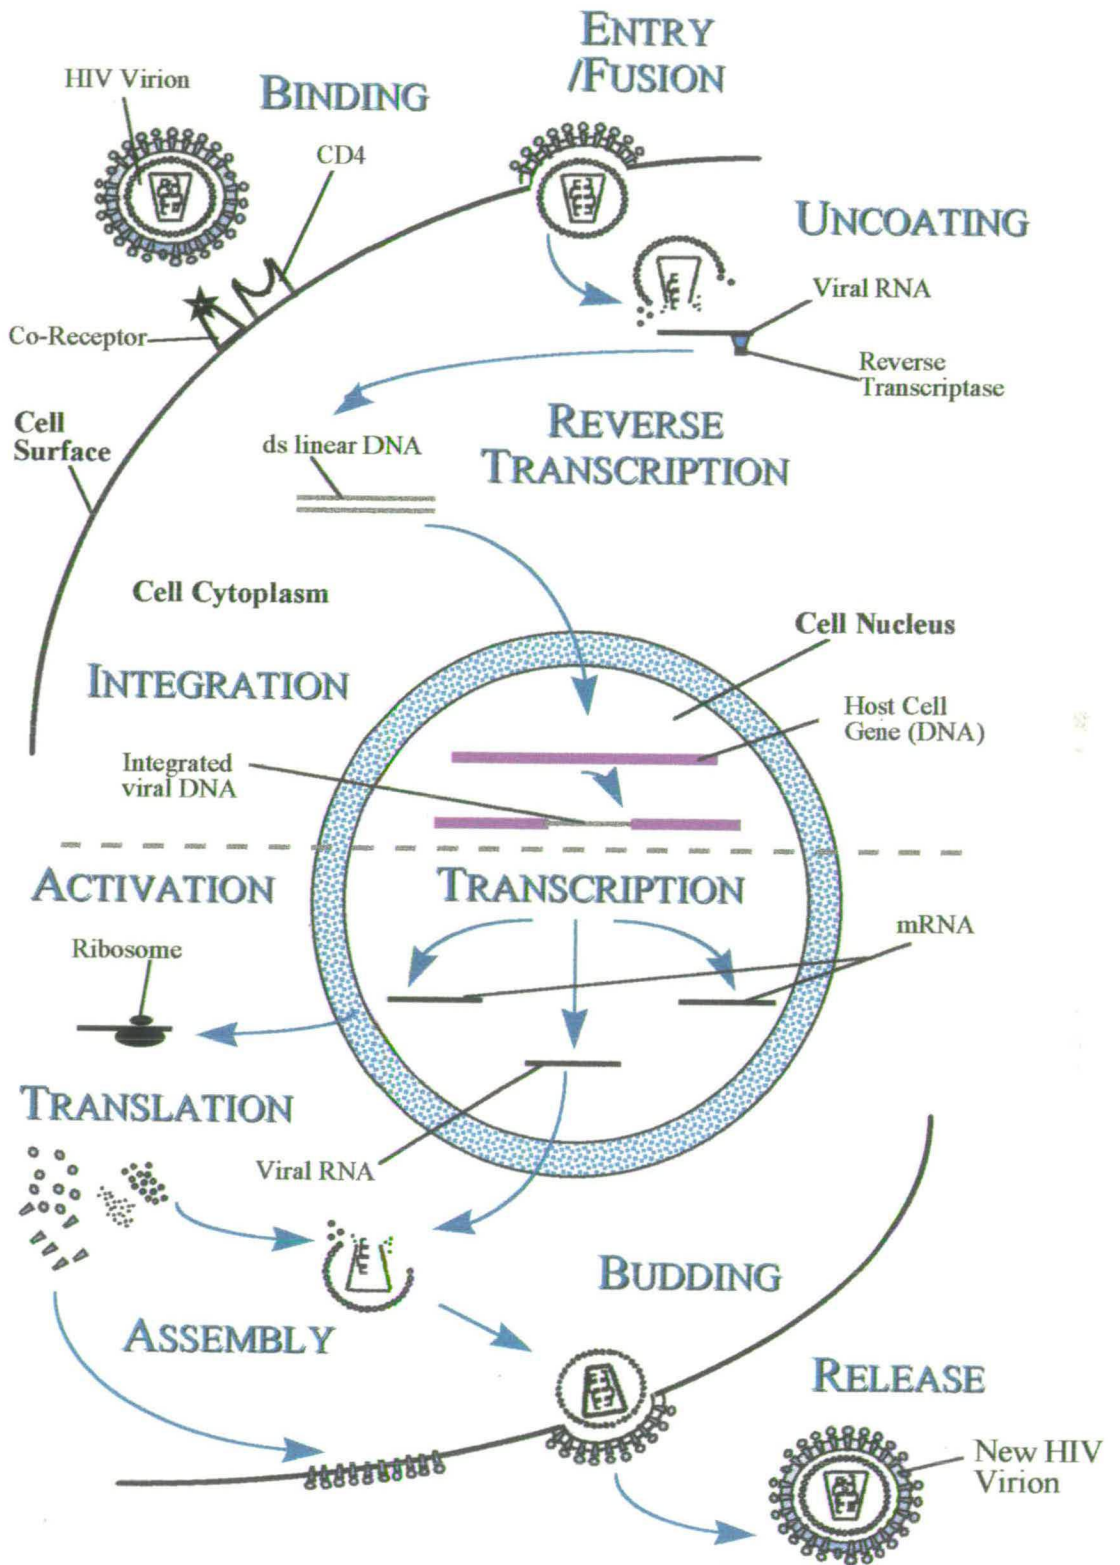 ENTRY
/FUSION
HIV Virion
BINDING
CD4
UNCOATING
Viral RNA
Co-Receptor
Reverse
Transcriptase
Cell
Surface
REVERSE
TRANSCRIPTION
ds linear DNA
Cell Cytoplasm
Cell Nucleus
INTEGRATION
Host Cell
Gene (DNA)
Integrated
viral DNA
ACTIVATION
TRANSCRIPTION
mRNA
Ribosome
TRANSLATION
Viral RNA
BUDDING
ASSEMBLY
RELEASE
New HIV
Virion